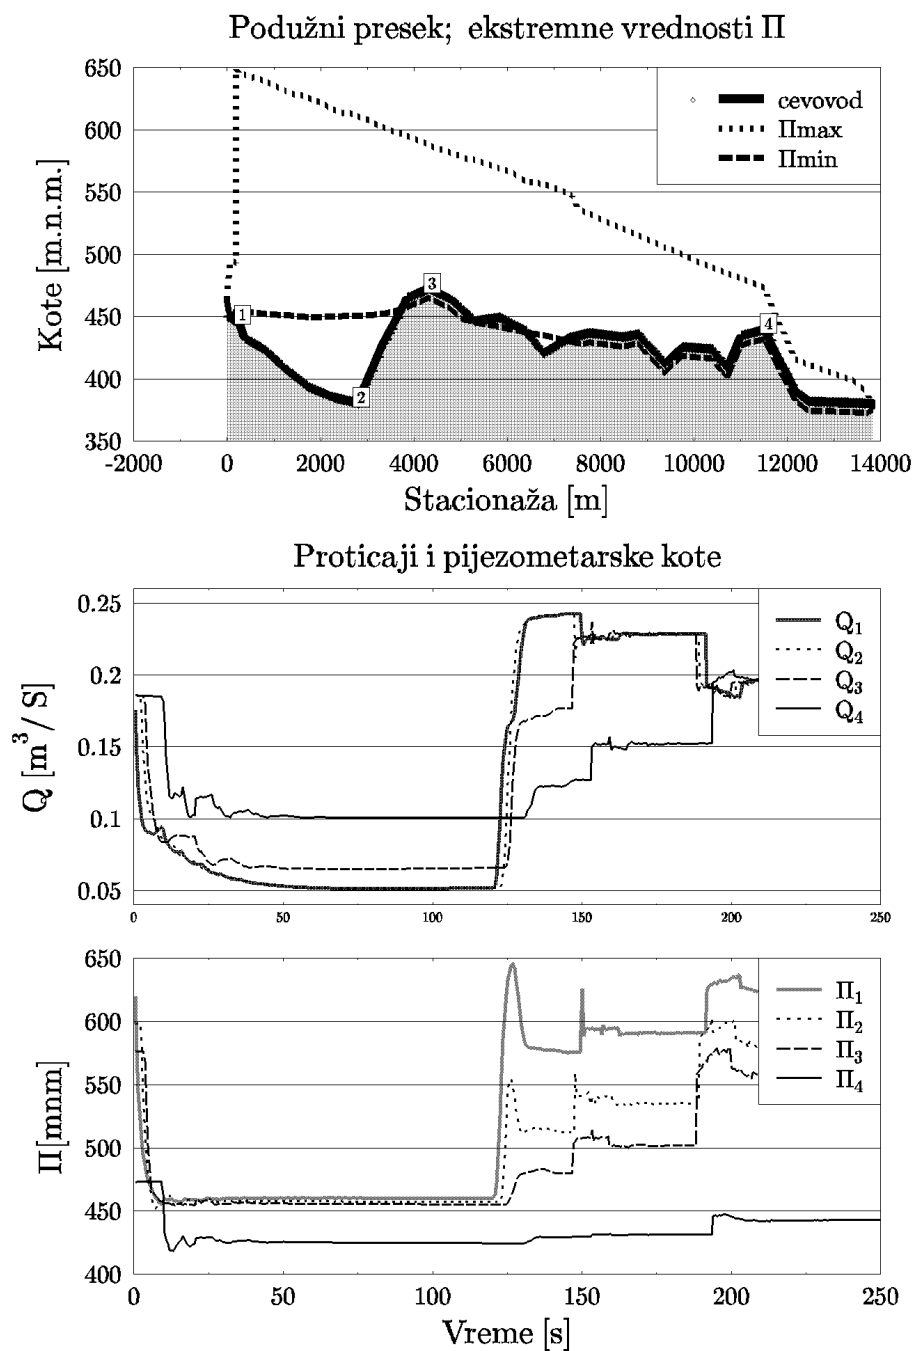 Podužni presek; ekstremne vrednosti Π
Kote [m.n.m.]
650
600
550
500
450
400
350
cevovod
Πmax
Πmin
1
2
3
4
-2000 0 2000 4000 6000 8000 10000 12000 14000
Stacionaža [m]
Proticaji i pijezometarske kote
Q [m³/ S]
0.25
0.2
0.15
0.1
0.05
Q₁
Q₂
Q₃
Q₄
0 50 100 150 200 250
Π[mnm]
650
600
550
500
450
400
Π₁
Π₂
Π₃
Π₄
0 50 100 150 200 250
Vreme [s]